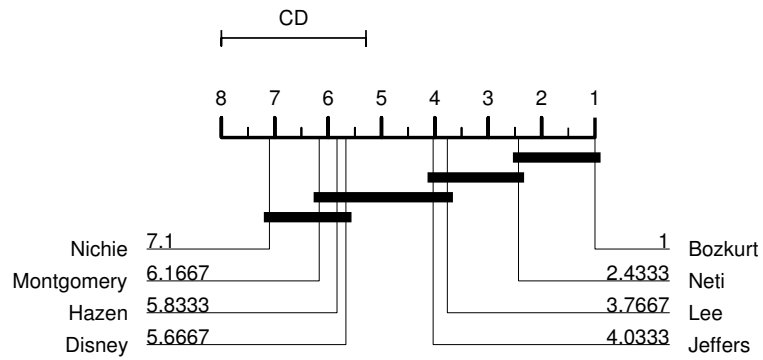 CD
8 7 6 5 4 3 2 1
Nichie 7.1 1 Bozkurt
Montgomery 6.1667 2.4333 Neti
Hazen 5.8333 3.7667 Lee
Disney 5.6667 4.0333 Jeffers